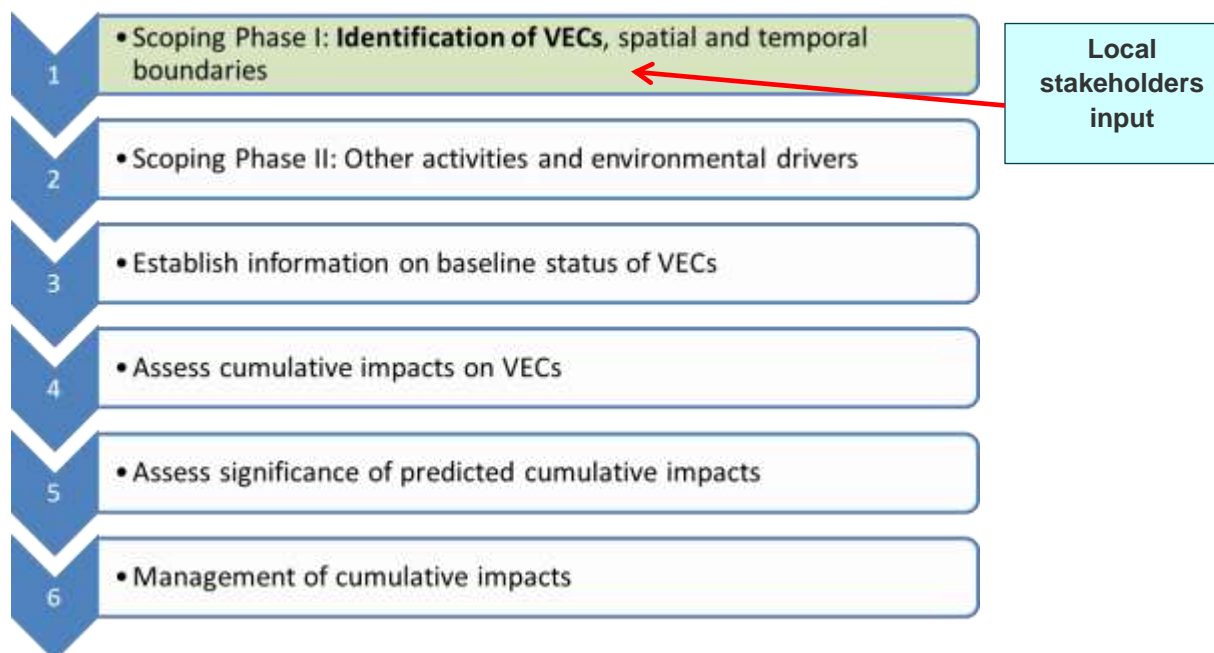 1
• Scoping Phase I: Identification of VECs, spatial and temporal
boundaries
Local
stakeholders
input
2
• Scoping Phase II: Other activities and environmental drivers
3
• Establish information on baseline status of VECs
4
• Assess cumulative impacts on VECs
5
• Assess significance of predicted cumulative impacts
6
• Management of cumulative impacts